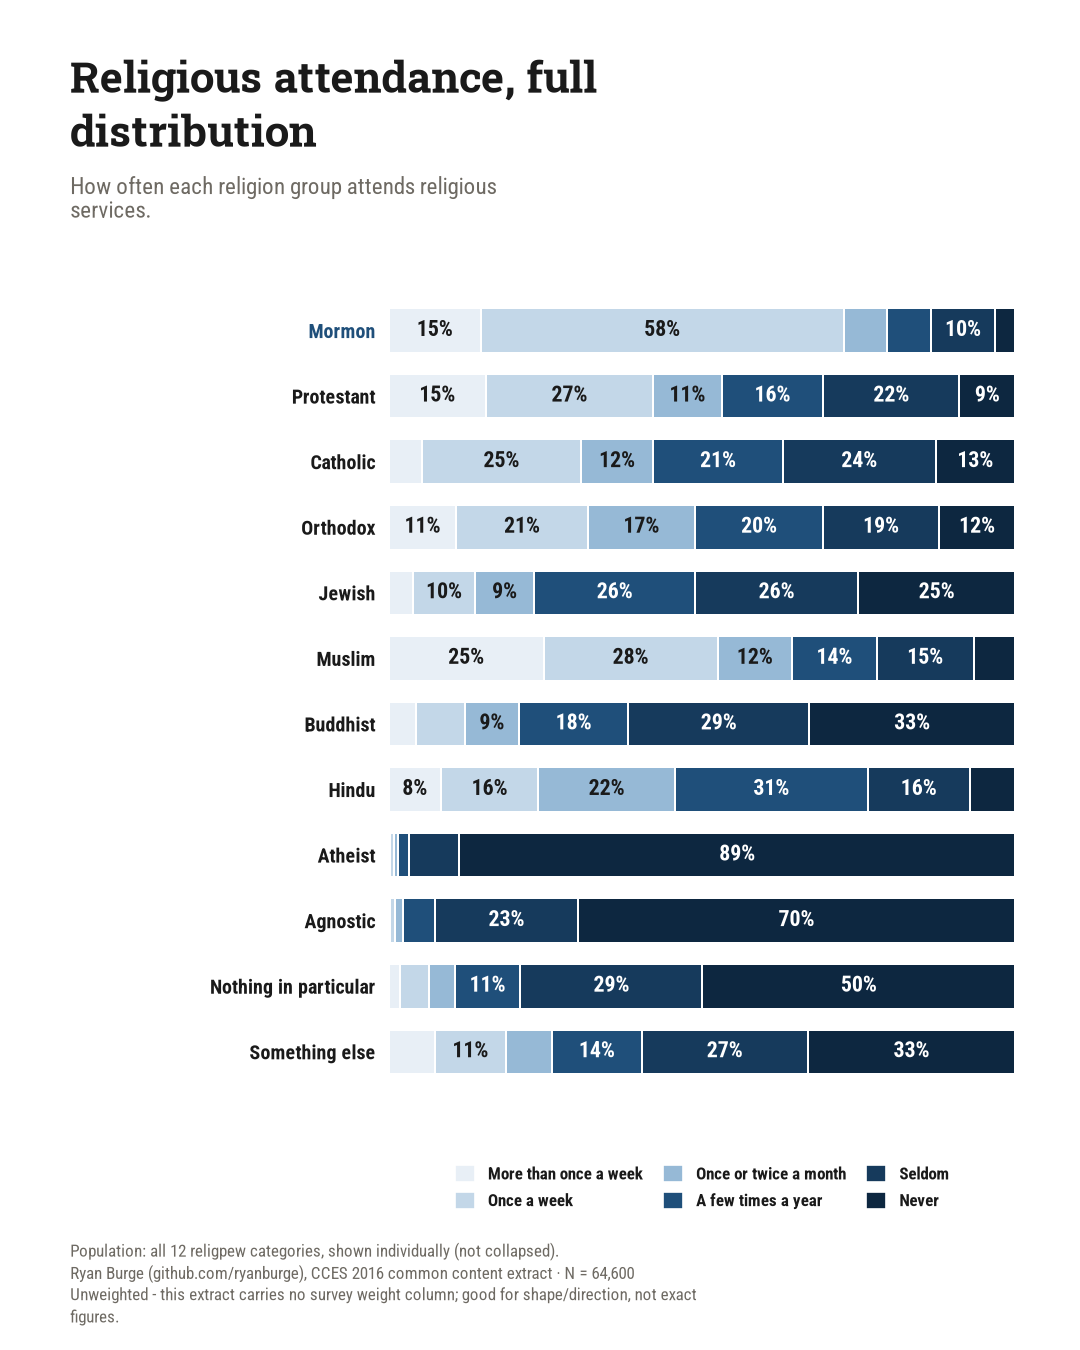 Religious attendance, full
distribution
How often each religion group attends religious
services.
Mormon 15% 58% 10%
Protestant 15% 27% 11% 16% 22% 9%
Catholic 25% 12% 21% 24% 13%
Orthodox 11% 21% 17% 20% 19% 12%
Jewish 10% 9% 26% 26% 25%
Muslim 25% 28% 12% 14% 15%
Buddhist 9% 18% 29% 33%
Hindu 8% 16% 22% 31% 16%
Atheist 89%
Agnostic 23% 70%
Nothing in particular 11% 29% 50%
Something else 11% 14% 27% 33%
More than once a week Once or twice a month Seldom
Once a week A few times a year Never
Population: all 12 religpew categories, shown individually (not collapsed).
Ryan Burge (github.com/ryanburge), CCES 2016 common content extract · N = 64,600
Unweighted - this extract carries no survey weight column; good for shape/direction, not exact
figures.